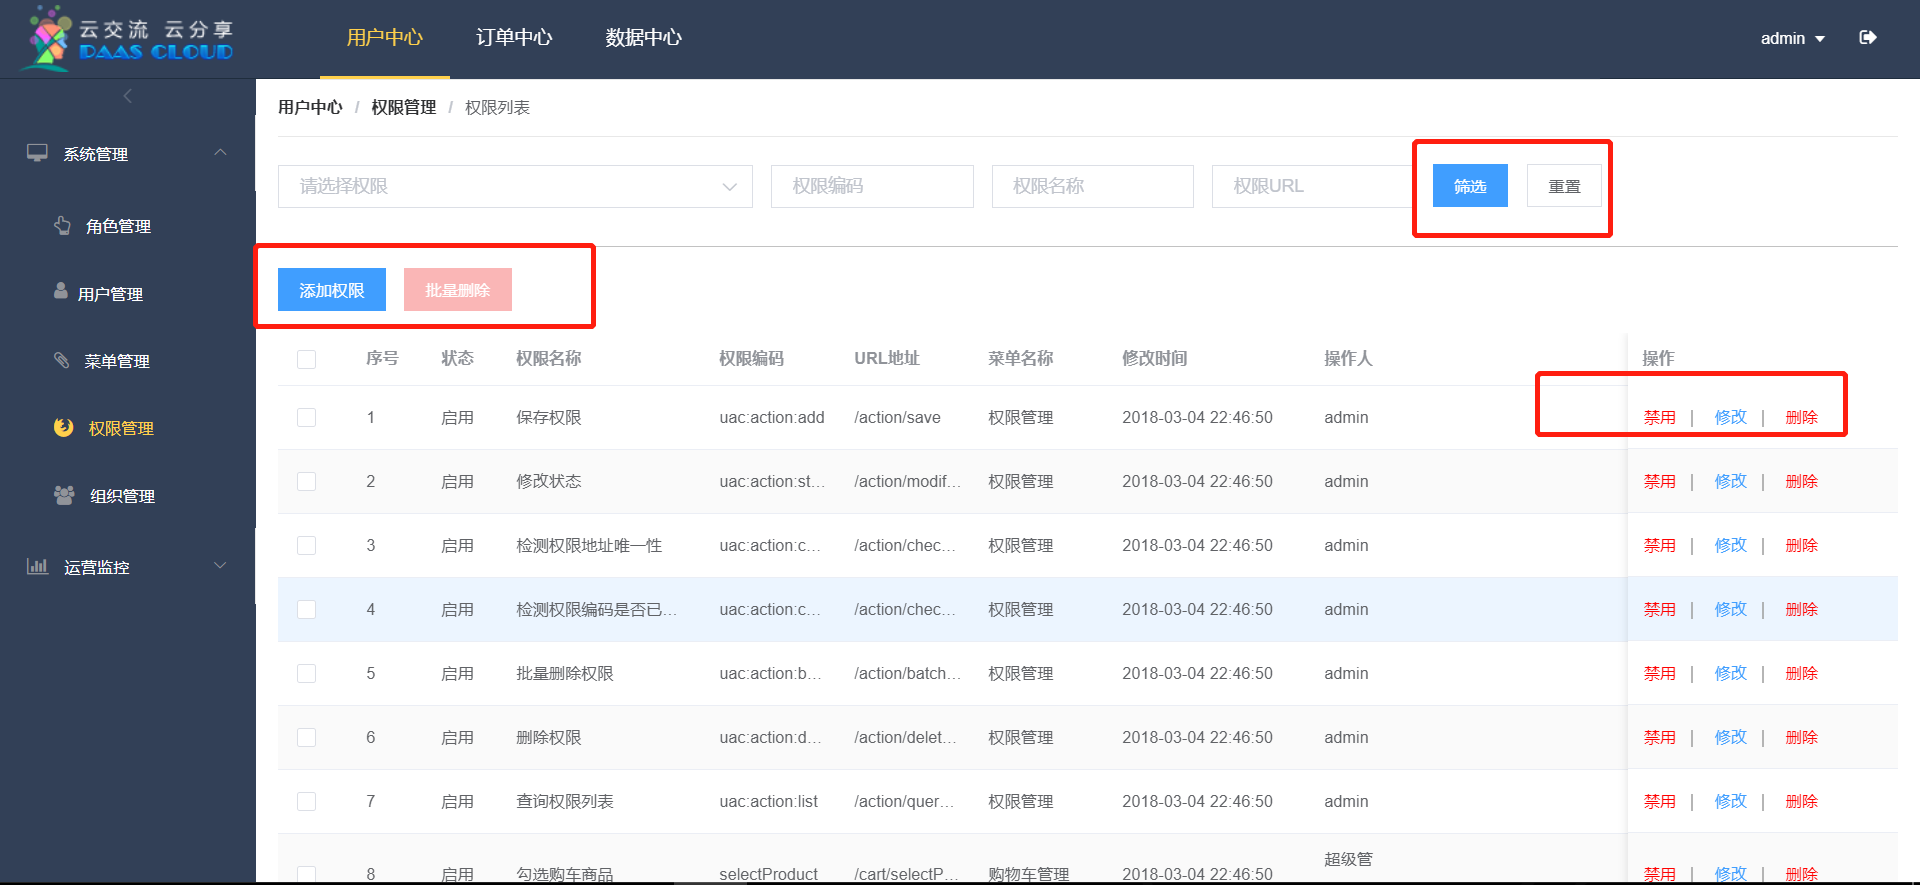 云交流 云分享
PAAS CLOUD
用户中心 订单中心 数据中心
admin
系统管理
角色管理
用户管理
菜单管理
权限管理
组织管理
运营监控
用户中心 / 权限管理 / 权限列表
请选择权限 权限编码 权限名称 权限URL 筛选 重置
添加权限 批量删除
序号 状态 权限名称 权限编码 URL地址 菜单名称 修改时间 操作人 操作
1 启用 保存权限 uac:action:add /action/save 权限管理 2018-03-04 22:46:50 admin 禁用 | 修改 | 删除
2 启用 修改状态 uac:action:st... /action/modif... 权限管理 2018-03-04 22:46:50 admin 禁用 | 修改 | 删除
3 启用 检测权限地址唯一性 uac:action:c... /action/chec... 权限管理 2018-03-04 22:46:50 admin 禁用 | 修改 | 删除
4 启用 检测权限编码是否已... uac:action:c... /action/chec... 权限管理 2018-03-04 22:46:50 admin 禁用 | 修改 | 删除
5 启用 批量删除权限 uac:action:b... /action/batch... 权限管理 2018-03-04 22:46:50 admin 禁用 | 修改 | 删除
6 启用 删除权限 uac:action:d... /action/delet... 权限管理 2018-03-04 22:46:50 admin 禁用 | 修改 | 删除
7 启用 查询权限列表 uac:action:list /action/quer... 权限管理 2018-03-04 22:46:50 admin 禁用 | 修改 | 删除
8 启用 勾选购车商品 selectProduct /cart/selectP... 购物车管理 2018-03-04 22:46:50 超级管 禁用 | 修改 | 删除